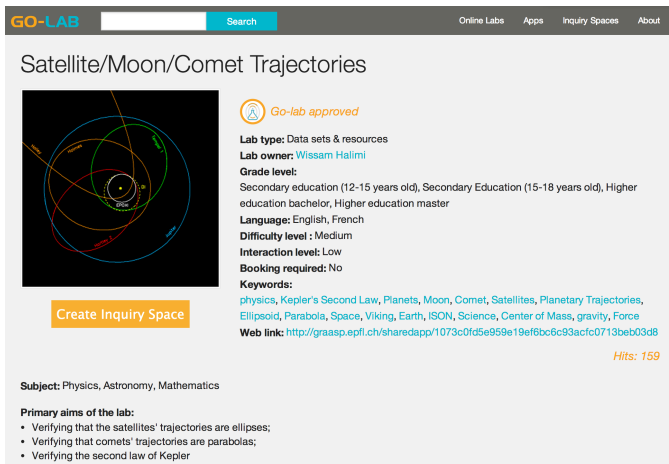 GO-LAB Search Online Labs Apps Inquiry Spaces About
Satellite/Moon/Comet Trajectories
Go-lab approved
Lab type: Data sets & resources
Lab owner: Wissam Halimi
Grade level:
Secondary education (12-15 years old), Secondary Education (15-18 years old), Higher
education bachelor, Higher education master
Language: English, French
Difficulty level : Medium
Interaction level: Low
Booking required: No
Keywords:
physics, Kepler's Second Law, Planets, Moon, Comet, Satellites, Planetary Trajectories,
Ellipsoid, Parabola, Space, Viking, Earth, ISON, Science, Center of Mass, gravity, Force
Web link: http://graasp.epfl.ch/sharedapp/1073c0fd5e959e19ef6bc6c93acfc0713beb03d8
Create Inquiry Space
Hits: 159
Subject: Physics, Astronomy, Mathematics
Primary aims of the lab:
• Verifying that the satellites' trajectories are ellipses;
• Verifying that comets' trajectories are parabolas;
• Verifying the second law of Kepler